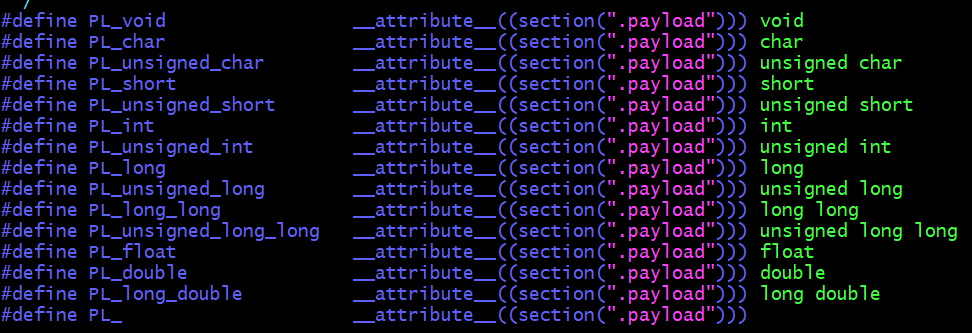 /
#define PL_void __attribute__((section(".payload"))) void
#define PL_char __attribute__((section(".payload"))) char
#define PL_unsigned_char __attribute__((section(".payload"))) unsigned char
#define PL_short __attribute__((section(".payload"))) short
#define PL_unsigned_short __attribute__((section(".payload"))) unsigned short
#define PL_int __attribute__((section(".payload"))) int
#define PL_unsigned_int __attribute__((section(".payload"))) unsigned int
#define PL_long __attribute__((section(".payload"))) long
#define PL_unsigned_long __attribute__((section(".payload"))) unsigned long
#define PL_long_long __attribute__((section(".payload"))) long long
#define PL_unsigned_long_long __attribute__((section(".payload"))) unsigned long long
#define PL_float __attribute__((section(".payload"))) float
#define PL_double __attribute__((section(".payload"))) double
#define PL_long_double __attribute__((section(".payload"))) long double
#define PL_ __attribute__((section(".payload")))